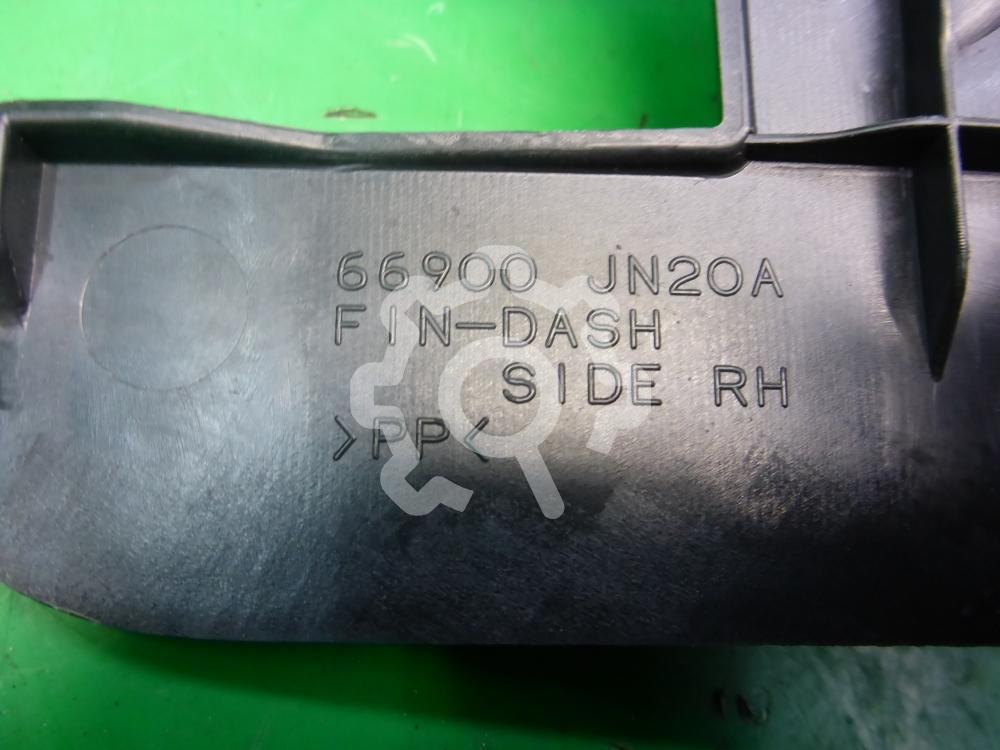 66900 JN20A
FIN-DASH
SIDE RH
>PP<